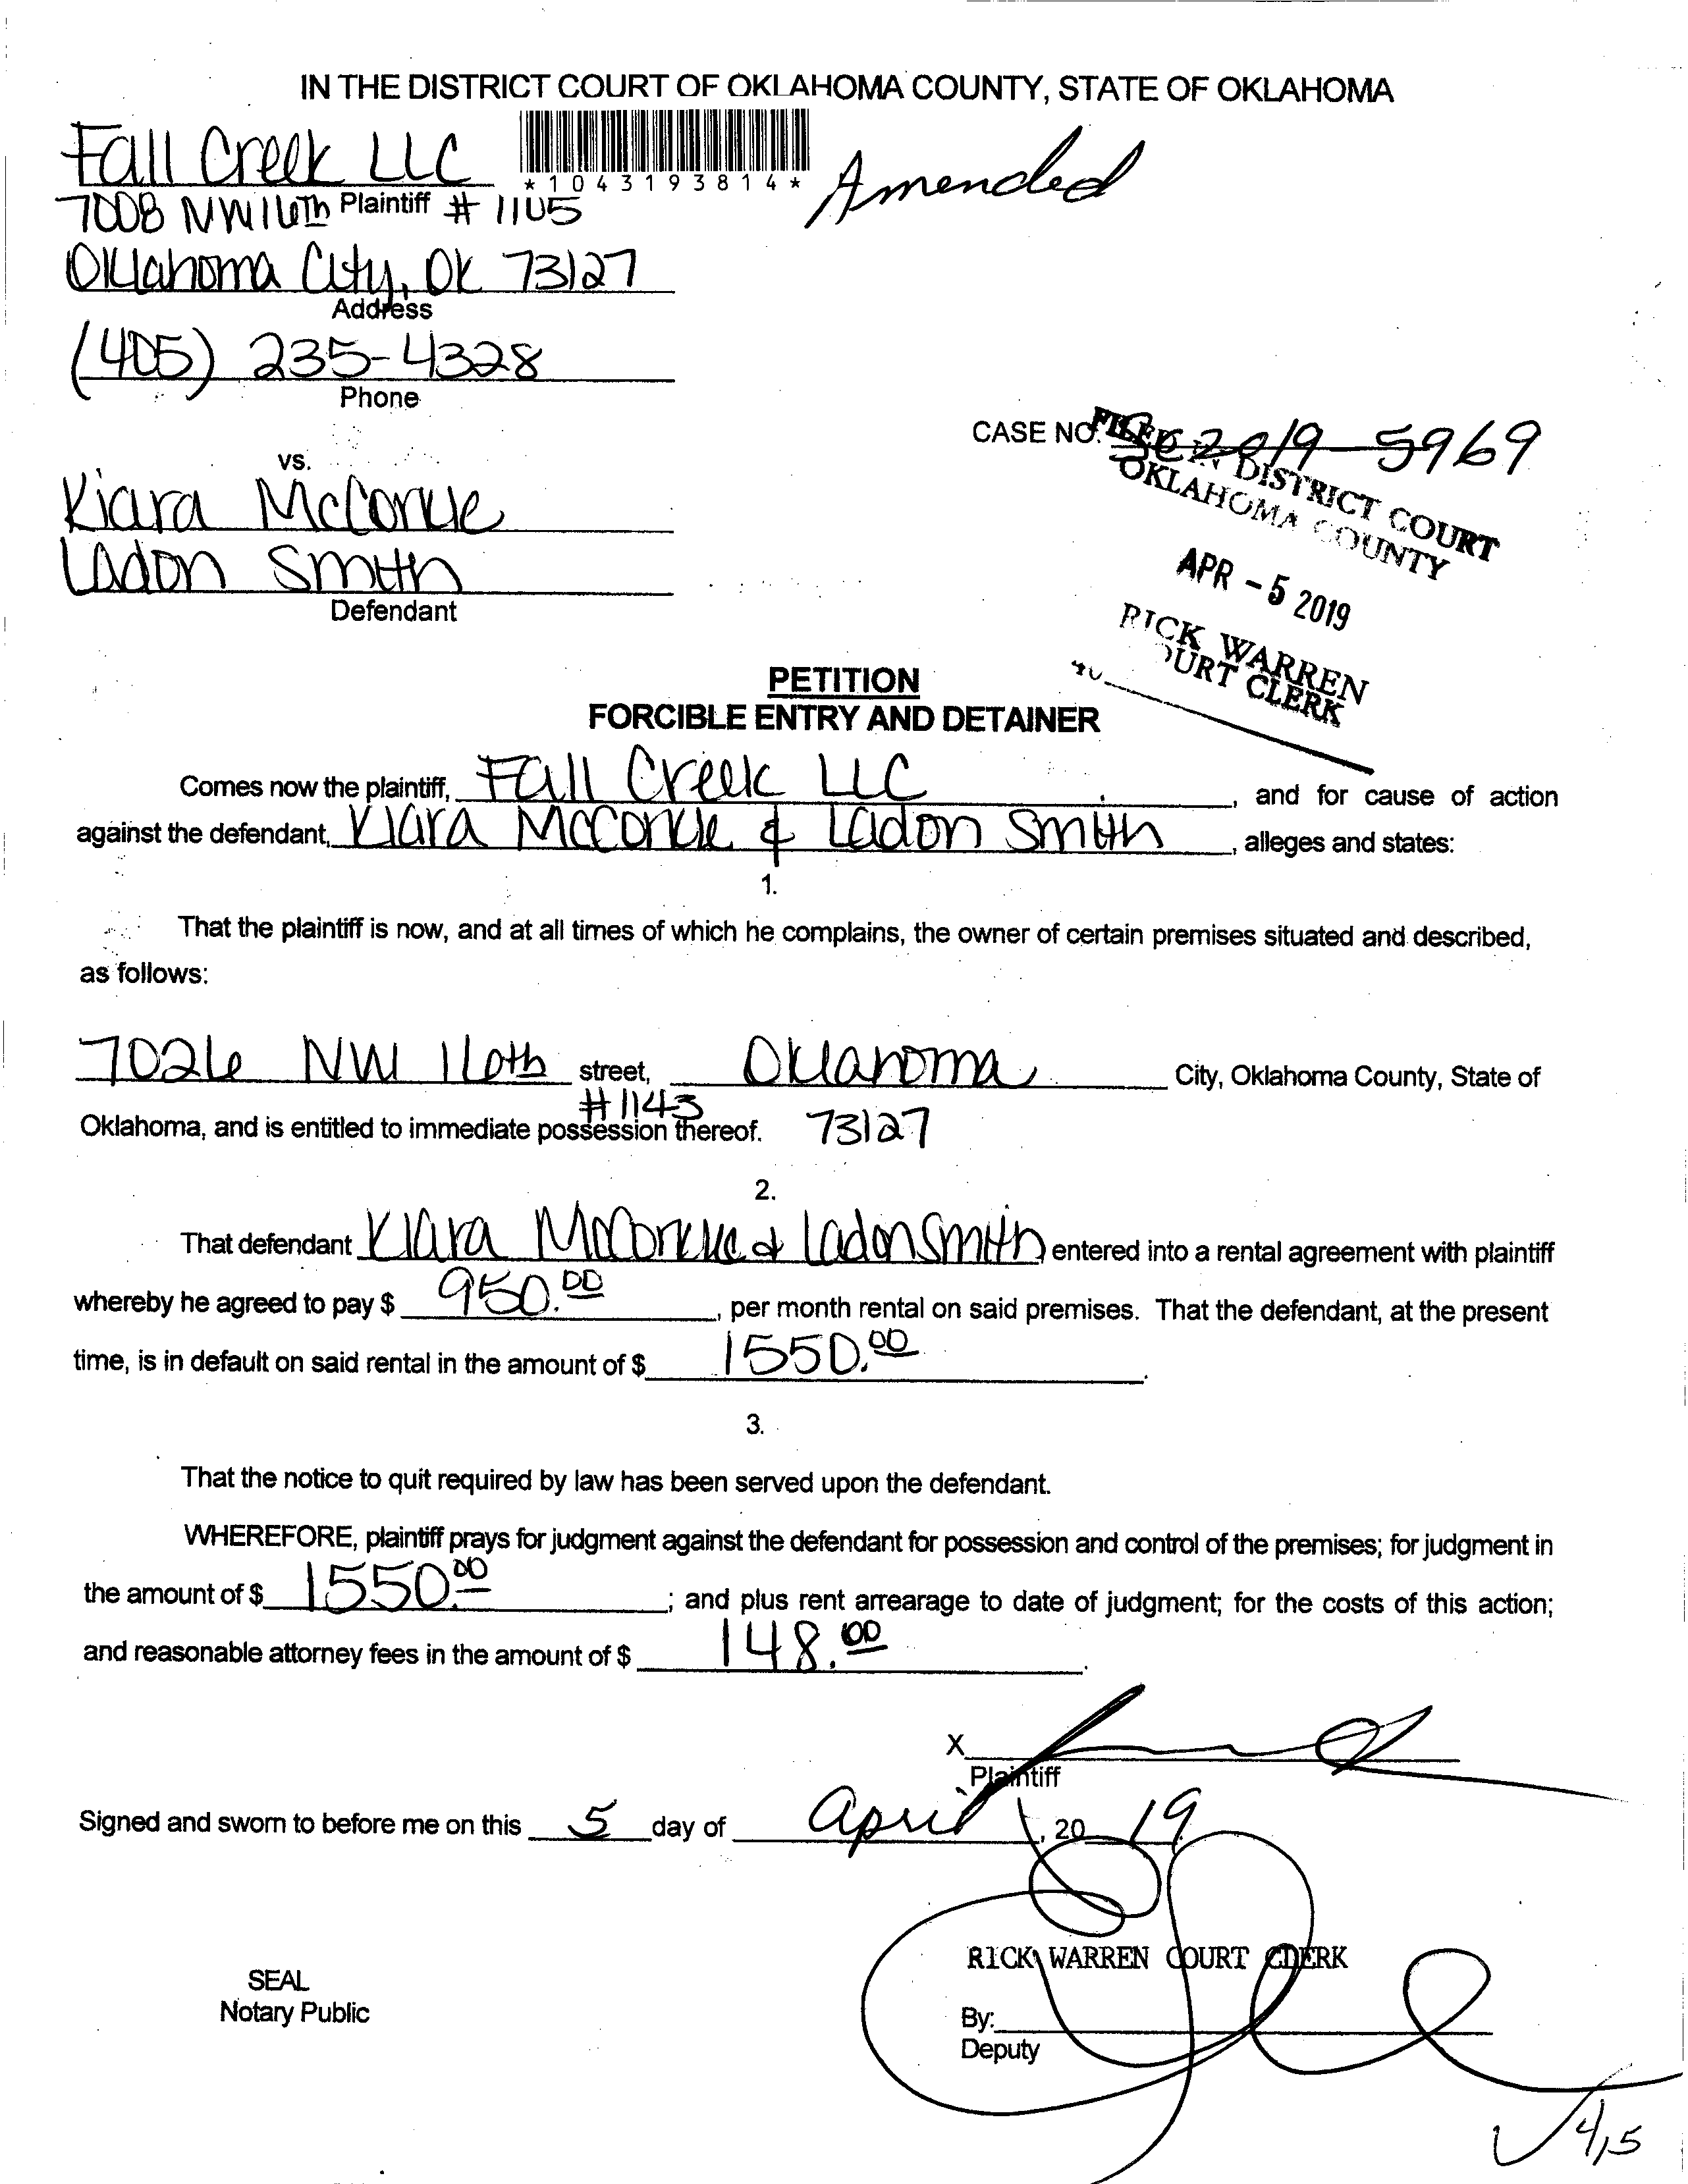 IN THE DISTRICT COURT OF OKLAHOMA COUNTY, STATE OF OKLAHOMA
Fall Creek LLC
*1043193814*
Amended
7008 NW 16th Plaintiff # 1105
Oklahoma City, OK 73127
Address
(405) 235-4328
Phone
CASE NO. SC 2019-5969
FILED IN DISTRICT COURT
OKLAHOMA COUNTY
APR - 5 2019
RICK WARREN
COURT CLERK
40
vs.
Kiara McConkie
Ladon Smith
Defendant
PETITION
FORCIBLE ENTRY AND DETAINER
Comes now the plaintiff, Fall Creek LLC, and for cause of action
against the defendant, Kiara McConkie & Ladon Smith, alleges and states:
1.
That the plaintiff is now, and at all times of which he complains, the owner of certain premises situated and described,
as follows:
7026 NW 16th street, Oklahoma City, Oklahoma County, State of
#1143
Oklahoma, and is entitled to immediate possession thereof. 73127
2.
That defendant Kiara McConkie & Ladon Smith entered into a rental agreement with plaintiff
whereby he agreed to pay $ 950.00, per month rental on said premises. That the defendant, at the present
time, is in default on said rental in the amount of $ 1550.00.
3.
That the notice to quit required by law has been served upon the defendant.
WHEREFORE, plaintiff prays for judgment against the defendant for possession and control of the premises; for judgment in
the amount of $ 1550.00; and plus rent arrearage to date of judgment; for the costs of this action;
and reasonable attorney fees in the amount of $ 148.00.
X
Plaintiff
Signed and sworn to before me on this 5 day of april, 20 19
RICK WARREN COURT CLERK
SEAL
Notary Public
By:
Deputy
4/15